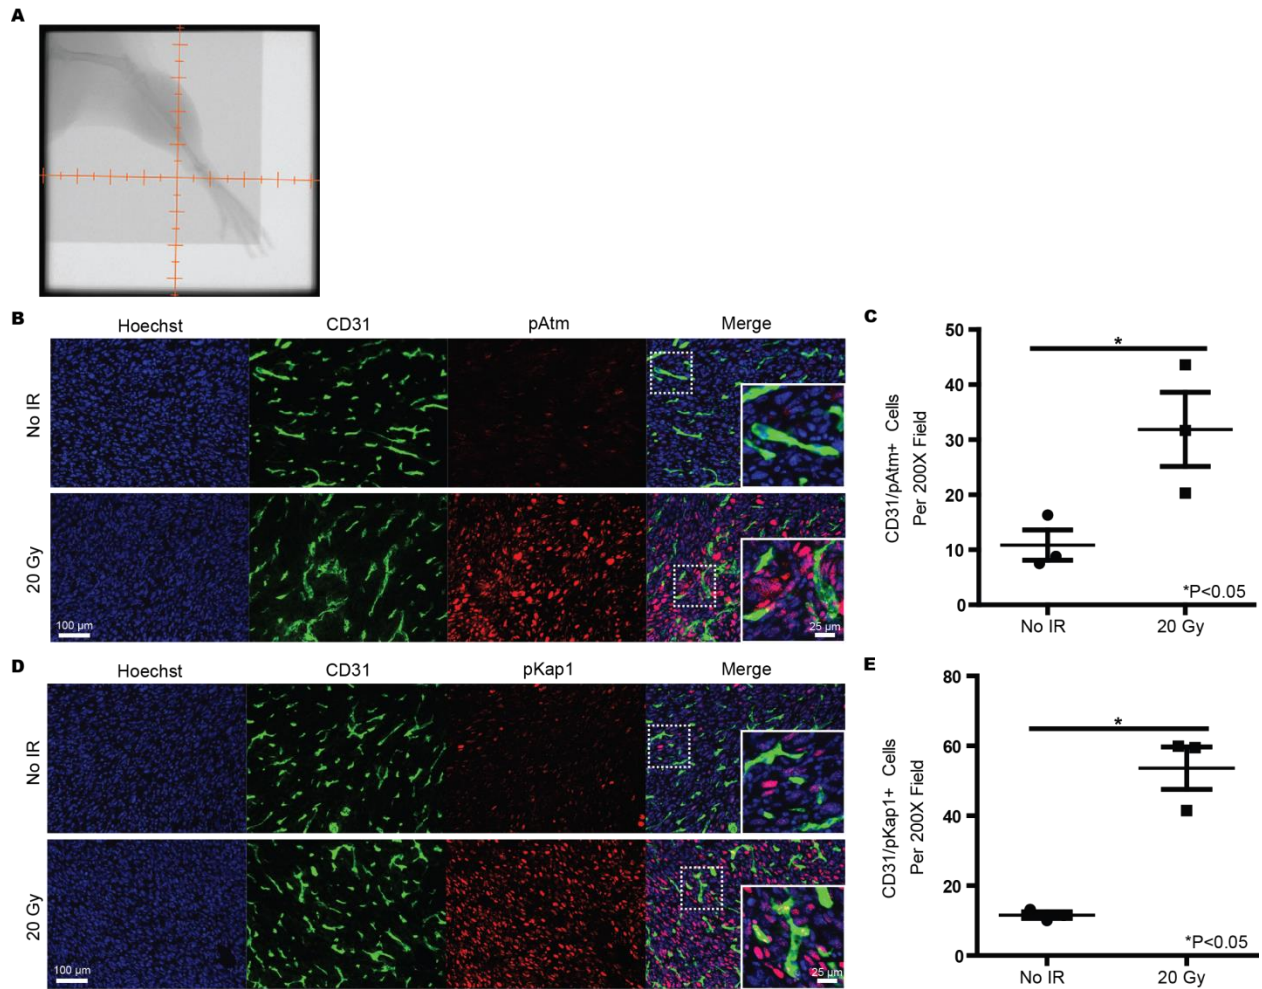 A
B
Hoechst CD31 pAtm Merge
No IR
20 Gy
100 µm
25 µm
C
CD31/pAtm+ Cells
Per 200X Field
50
40
30
20
10
0
*
*P<0.05
No IR 20 Gy
D
Hoechst CD31 pKap1 Merge
No IR
20 Gy
100 µm
25 µm
E
CD31/pKap1+ Cells
Per 200X Field
80
60
40
20
0
*
*P<0.05
No IR 20 Gy